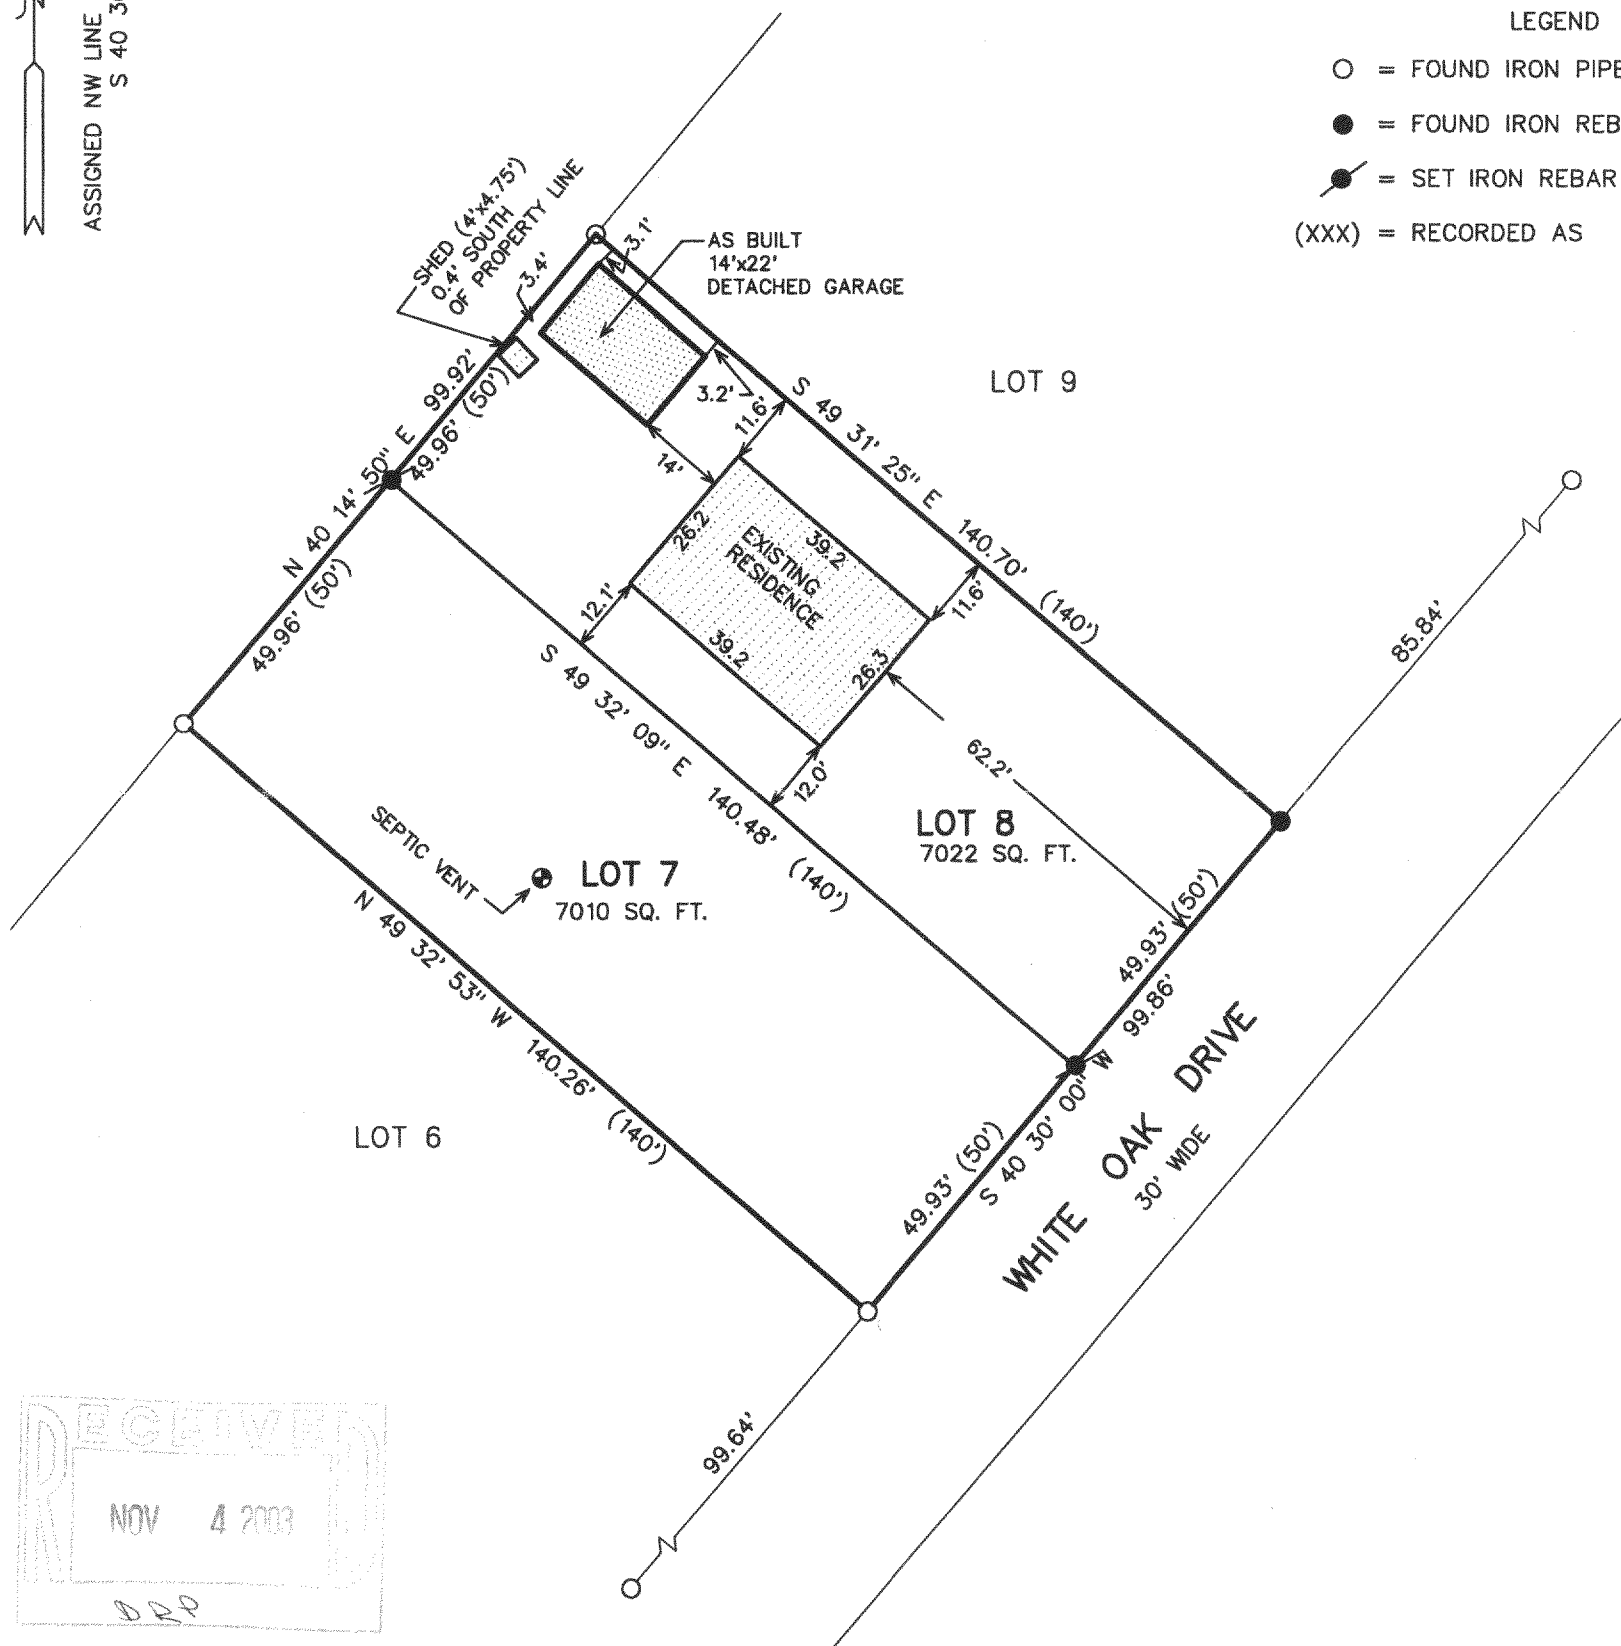 N
ASSIGNED NW LINE
S 40 30
LEGEND
○ = FOUND IRON PIPE
● = FOUND IRON REB
= SET IRON REBAR
(XXX) = RECORDED AS
SHED (4'x4.75')
0.4' SOUTH
OF PROPERTY LINE
3.4'
3.1'
AS BUILT
14'x22'
DETACHED GARAGE
LOT 9
3.2'
11.6'
14'
S 49 31' 25" E 140.70' (140')
N 40 14' 50" E 99.92'
49.96' (50')
49.96' (50')
26.2
39.2
EXISTING
RESIDENCE
39.2
26.3
12.1'
11.6'
12.0'
85.84'
62.2'
S 49 32' 09" E 140.48' (140')
LOT 8
7022 SQ. FT.
SEPTIC VENT
LOT 7
7010 SQ. FT.
N 49 32' 53" W 140.26' (140')
49.93' (50')
49.93' (50')
S 40 30' 00" W 99.86'
WHITE OAK DRIVE
30' WIDE
LOT 6
99.64'
RECEIVED
NOV 4 2003
DRP